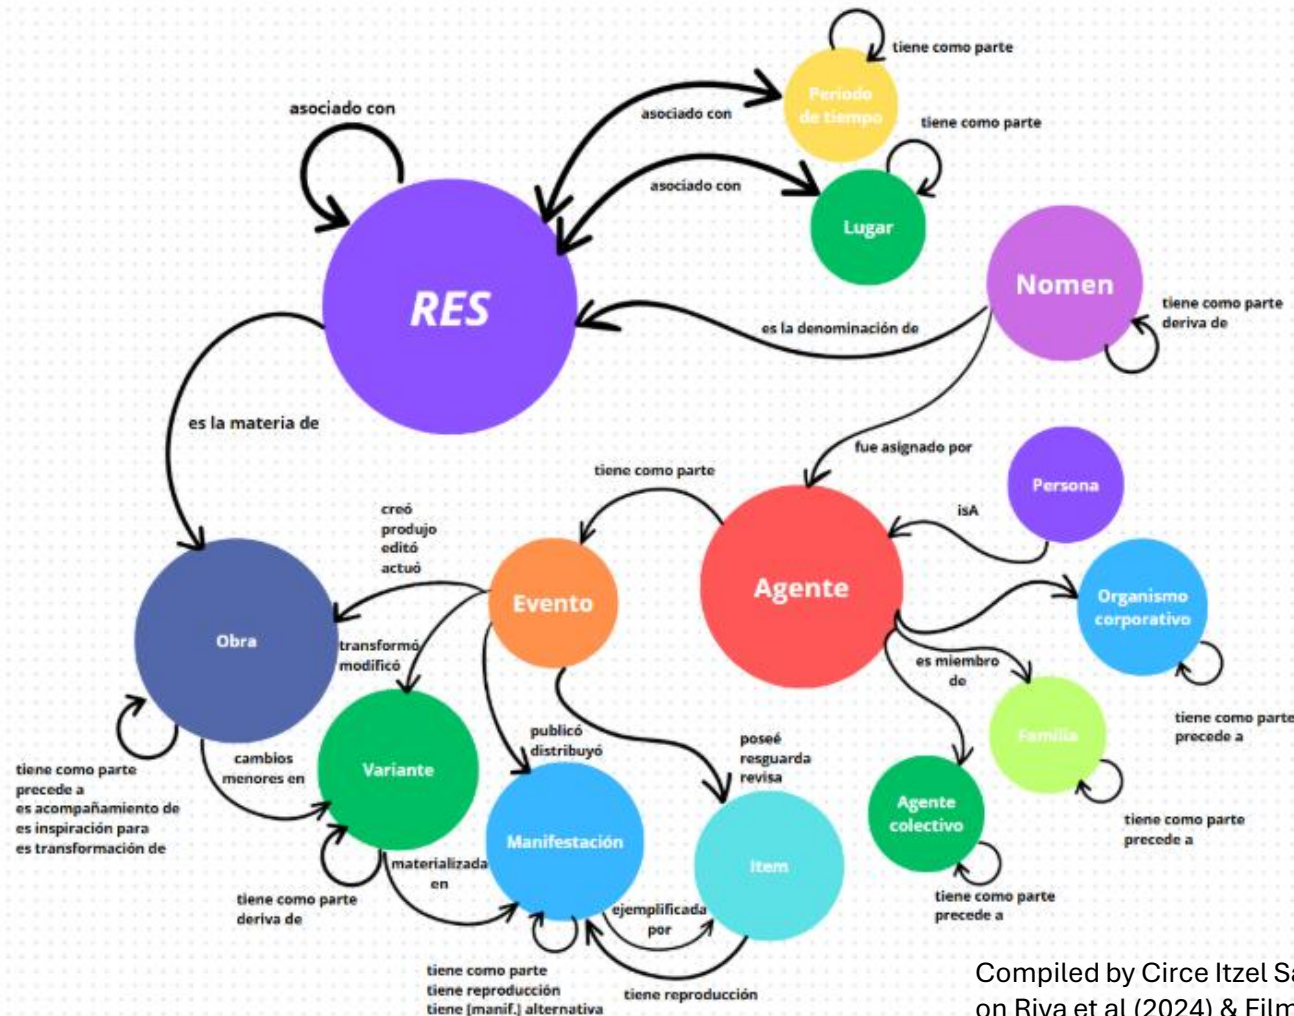 tiene como parte
asociado con
Periodo
de tiempo
asociado con
tiene como parte
asociado con
Lugar
RES
Nomen
tiene como parte
deriva de
es la denominación de
es la materia de
fue asignado por
tiene como parte
Persona
isA
creó
produjo
editó
actuó
Agente
Evento
Organismo
corporativo
Obra
transformó
modificó
es miembro
de
tiene como parte
precede a
Familia
publicó
distribuyó
poseé
resguarda
revisa
cambios
menores en
Variante
tiene como parte
precede a
es acompañamiento de
es inspiración para
es transformación de
Agente
colectivo
tiene como parte
precede a
Manifestación
Item
materializada
en
tiene como parte
deriva de
ejemplificada
por
tiene como parte
precede a
tiene como parte
tiene reproducción
tiene [manif.] alternativa
tiene reproducción
Compiled by Circe Itzel Sa
on Riva et al (2024) & Film